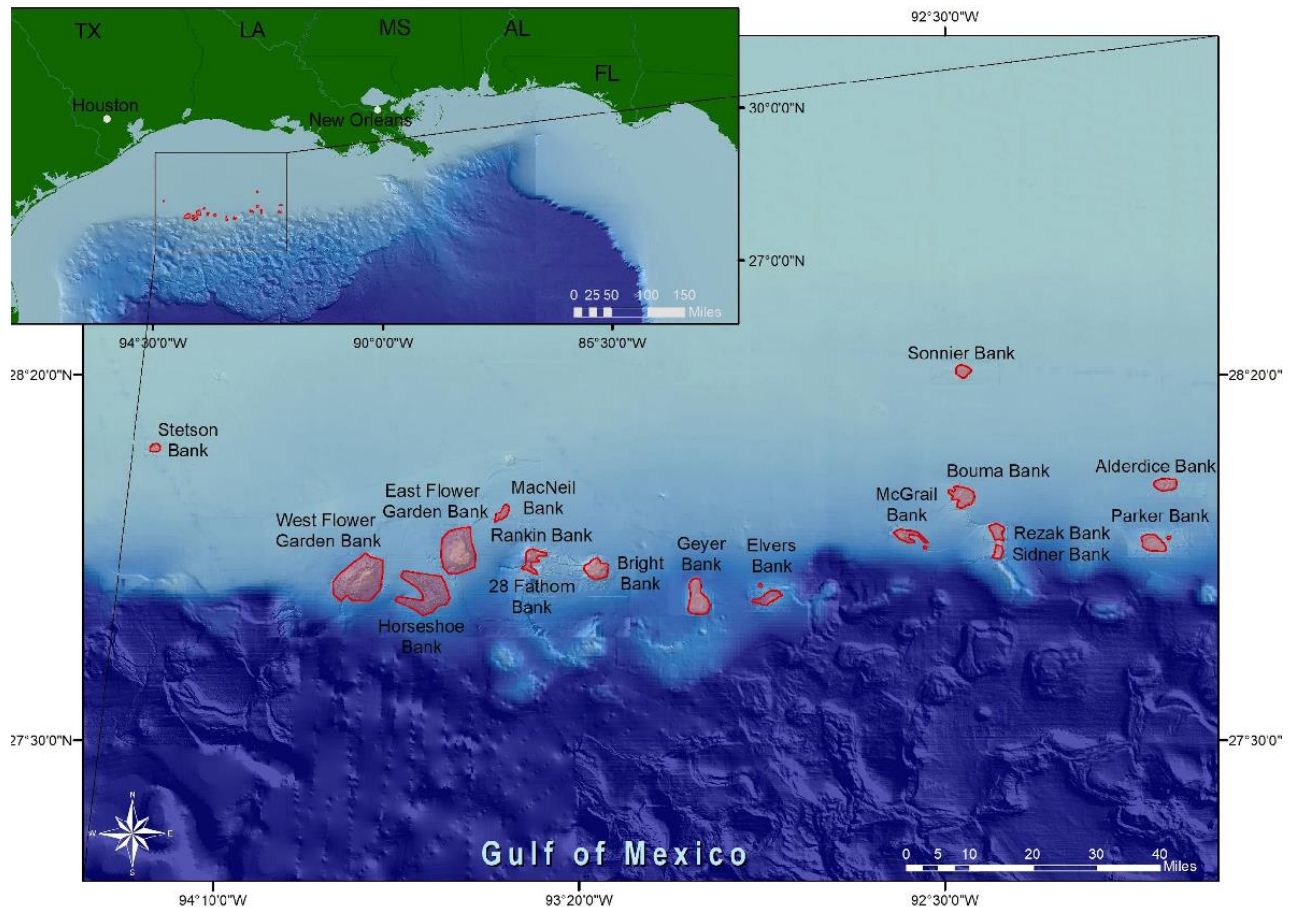 92°30'0"W
TX
LA
MS
AL
FL
Houston
New Orleans
30°0'0"N
27°0'0"N
0 25 50 100 150
Miles
94°30'0"W
90°0'0"W
85°30'0"W
28°20'0"N
28°20'0"
Sonnier Bank
Stetson
Bank
West Flower
Garden Bank
East Flower
Garden Bank
MacNeil
Bank
Rankin Bank
28 Fathom
Bank
Horseshoe
Bank
Bright
Bank
Geyer
Bank
Elvers
Bank
McGrail
Bank
Bouma Bank
Rezak Bank
Sidner Bank
Alderdice Bank
Parker Bank
27°30'0"N
27°30'0"
N
W
E
S
Gulf of Mexico
0 5 10 20 30 40
Miles
94°10'0"W
93°20'0"W
92°30'0"W